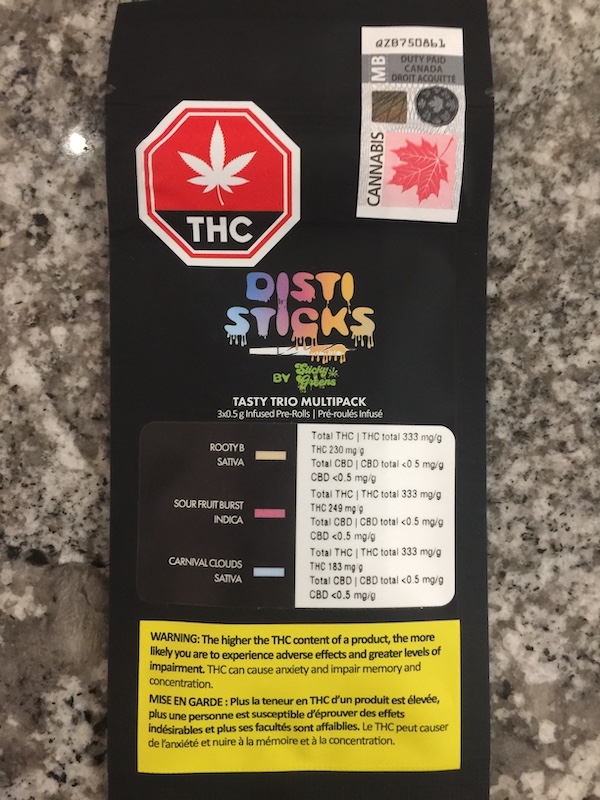 QZB750861
MB
DUTY PAID
CANADA
DROIT ACQUITTÉ
CANNABIS
THC
DISTI
STICKS
BY Sticky Greens
TASTY TRIO MULTIPACK
3x0.5 g Infused Pre-Rolls | Pré-roulés Infusé
ROOTY B
SATIVA
Total THC | THC total 333 mg/g
THC 230 mg/g
Total CBD | CBD total <0.5 mg/g
CBD <0.5 mg/g
SOUR FRUIT BURST
INDICA
Total THC | THC total 333 mg/g
THC 249 mg/g
Total CBD | CBD total <0.5 mg/g
CBD <0.5 mg/g
CARNIVAL CLOUDS
SATIVA
Total THC | THC total 333 mg/g
THC 183 mg/g
Total CBD | CBD total <0.5 mg/g
CBD <0.5 mg/g
WARNING: The higher the THC content of a product, the more
likely you are to experience adverse effects and greater levels of
impairment. THC can cause anxiety and impair memory and
concentration.
MISE EN GARDE : Plus la teneur en THC d'un produit est élevée,
plus une personne est susceptible d'éprouver des effets
indésirables et plus ses facultés sont affaiblies. Le THC peut causer
de l'anxiété et nuire à la mémoire et à la concentration.